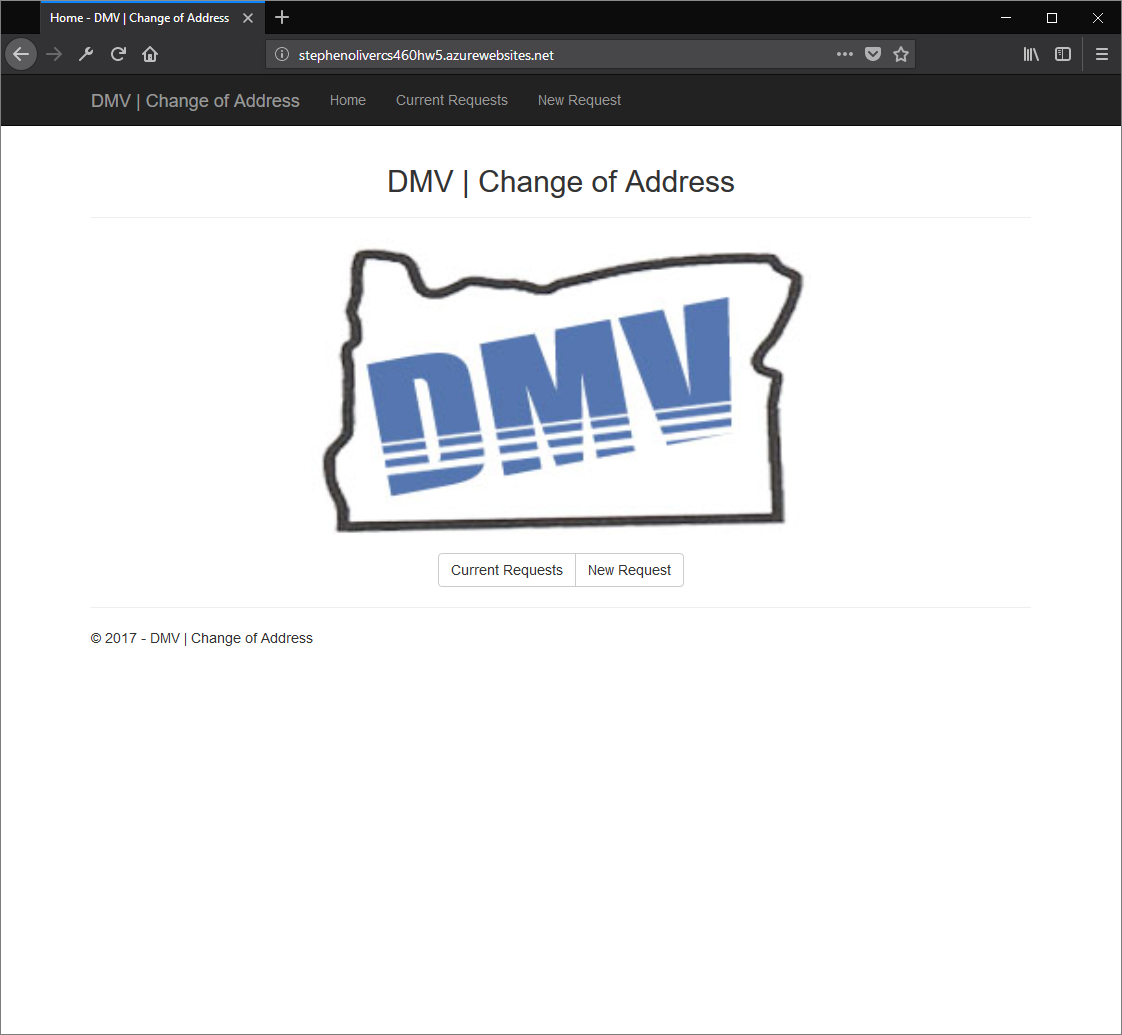 Home - DMV | Change of Address
stephenolivercs460hw5.azurewebsites.net
DMV | Change of Address Home Current Requests New Request
DMV | Change of Address
DMV
Current Requests New Request
© 2017 - DMV | Change of Address